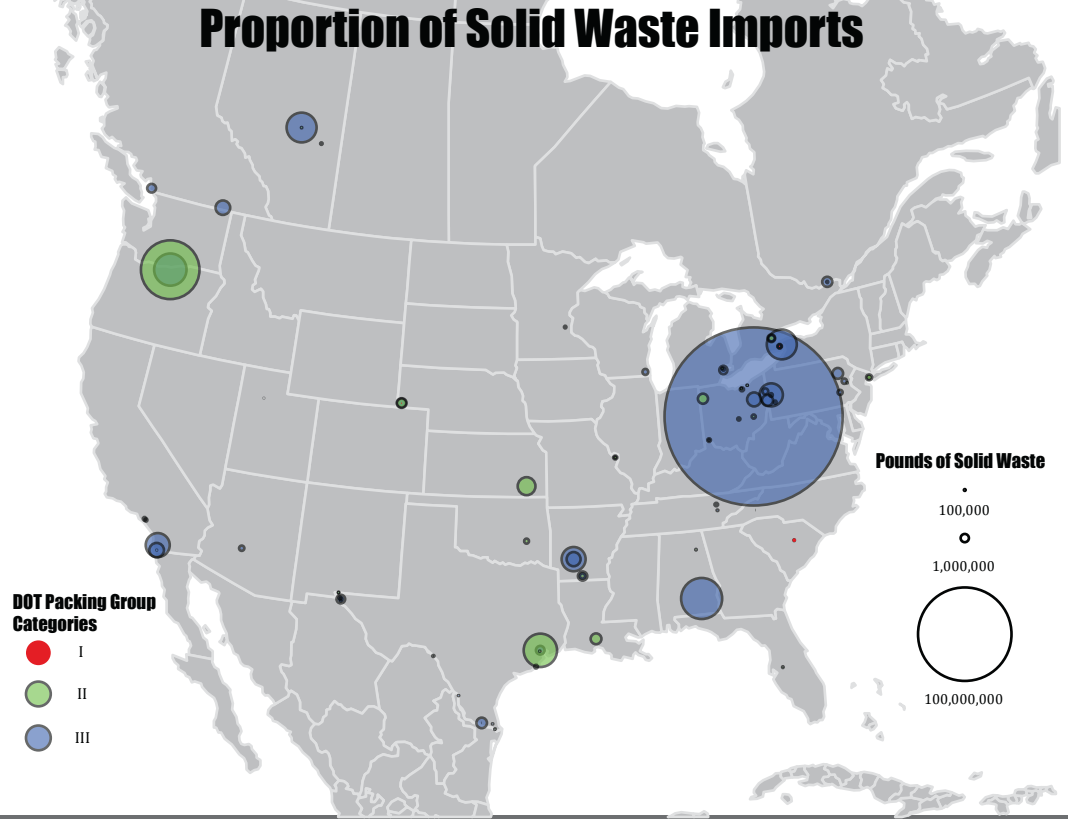 Proportion of Solid Waste Imports
Pounds of Solid Waste
100,000
1,000,000
100,000,000
DOT Packing Group
Categories
I
II
III